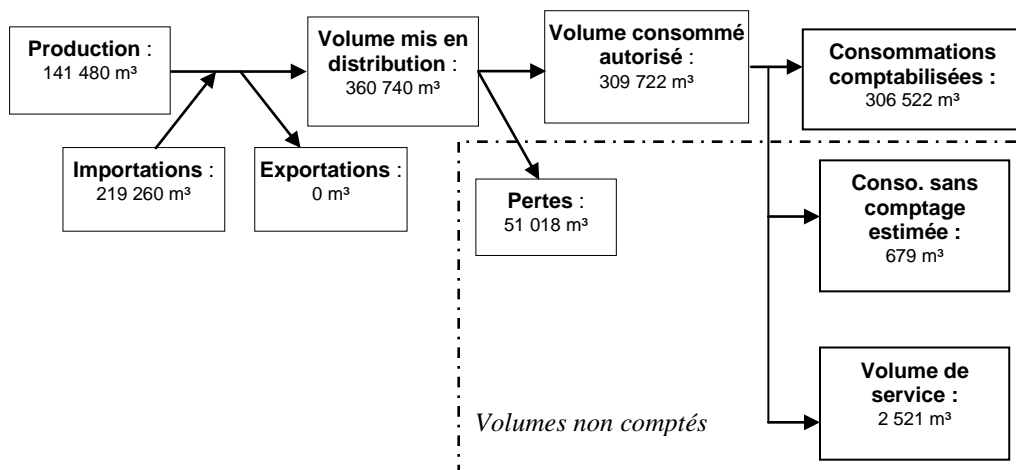 Production :
141 480 m³
Volume mis en
distribution :
360 740 m³
Volume consommé
autorisé :
309 722 m³
Consommations
comptabilisées :
306 522 m³
Importations :
219 260 m³
Exportations :
0 m³
Pertes :
51 018 m³
Conso. sans
comptage
estimée :
679 m³
Volume de
service :
2 521 m³
Volumes non comptés